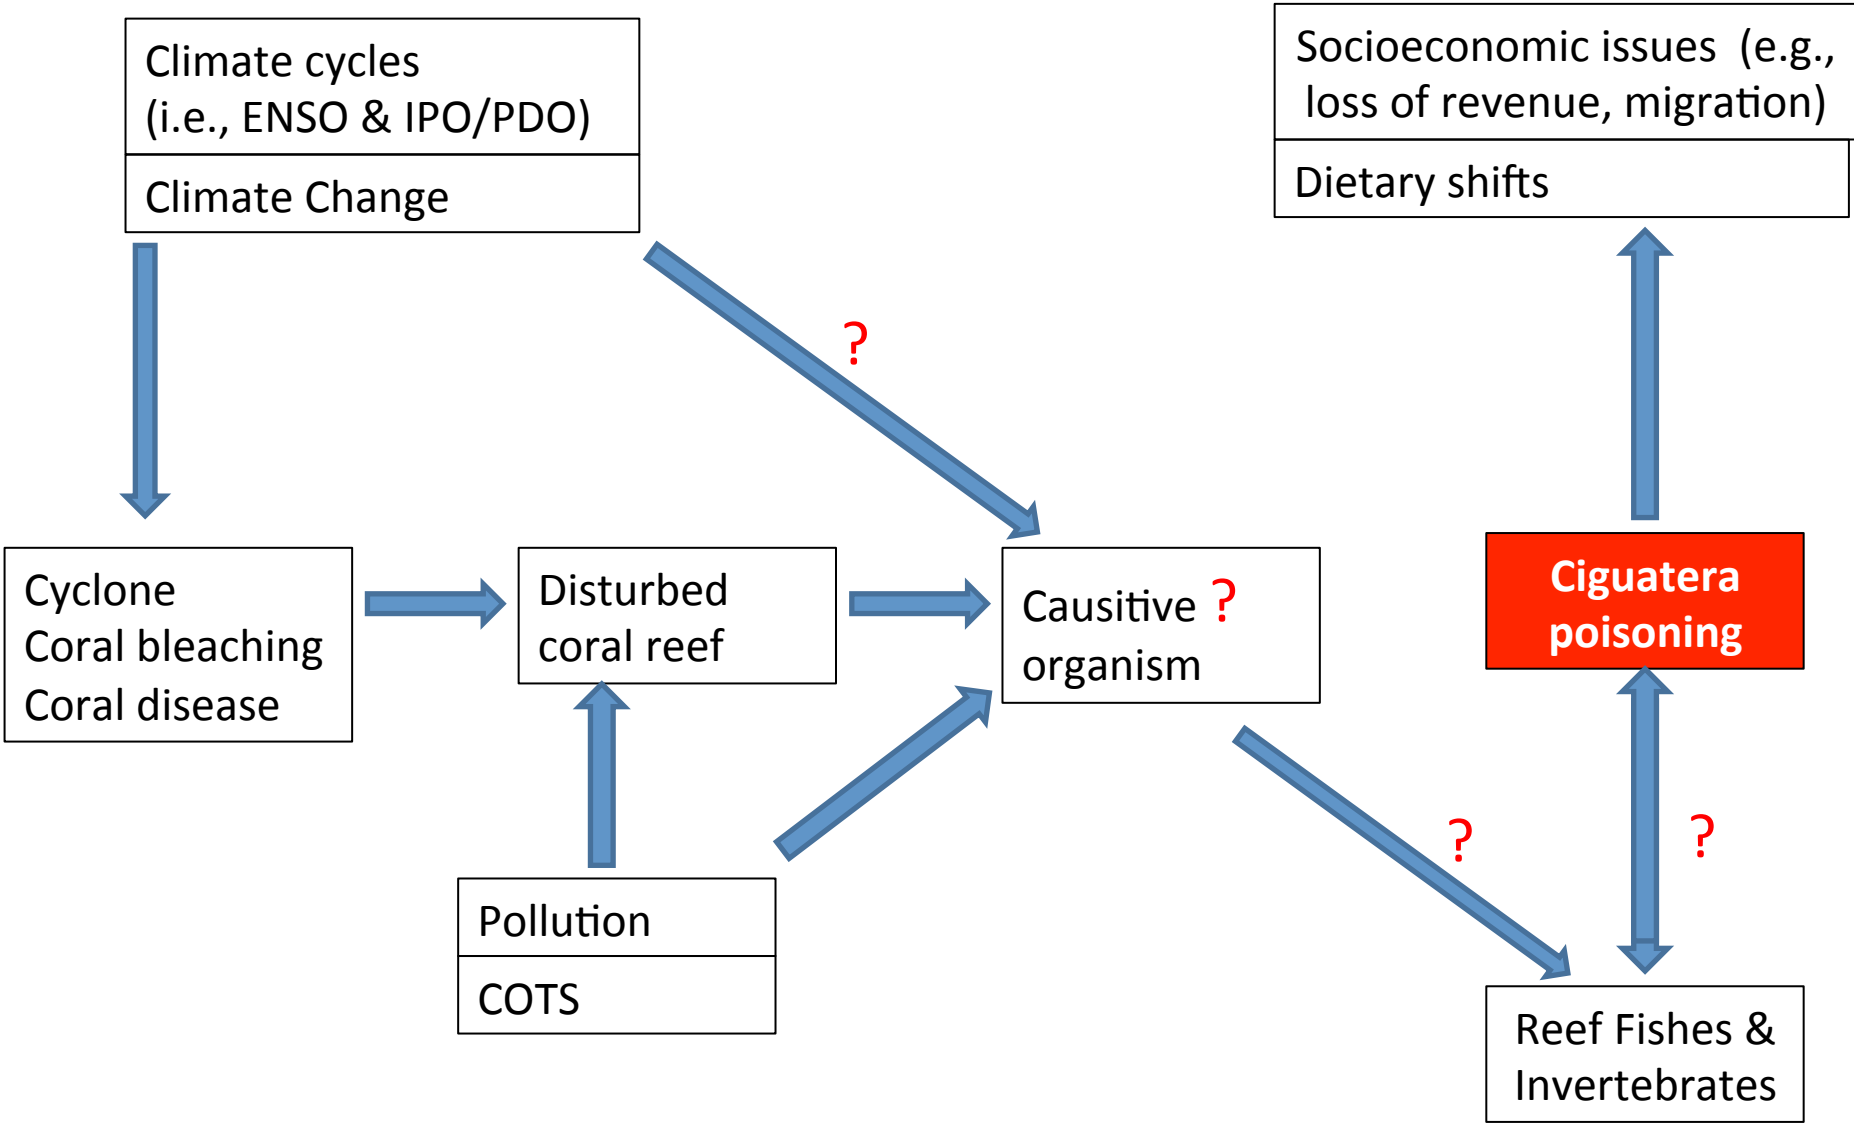 Climate cycles
(i.e., ENSO & IPO/PDO)
Climate Change
Socioeconomic issues (e.g.,
loss of revenue, migration)
Dietary shifts
?
Cyclone
Coral bleaching
Coral disease
Disturbed
coral reef
Causitive ?
organism
Ciguatera
poisoning
?
?
Pollution
COTS
Reef Fishes &
Invertebrates